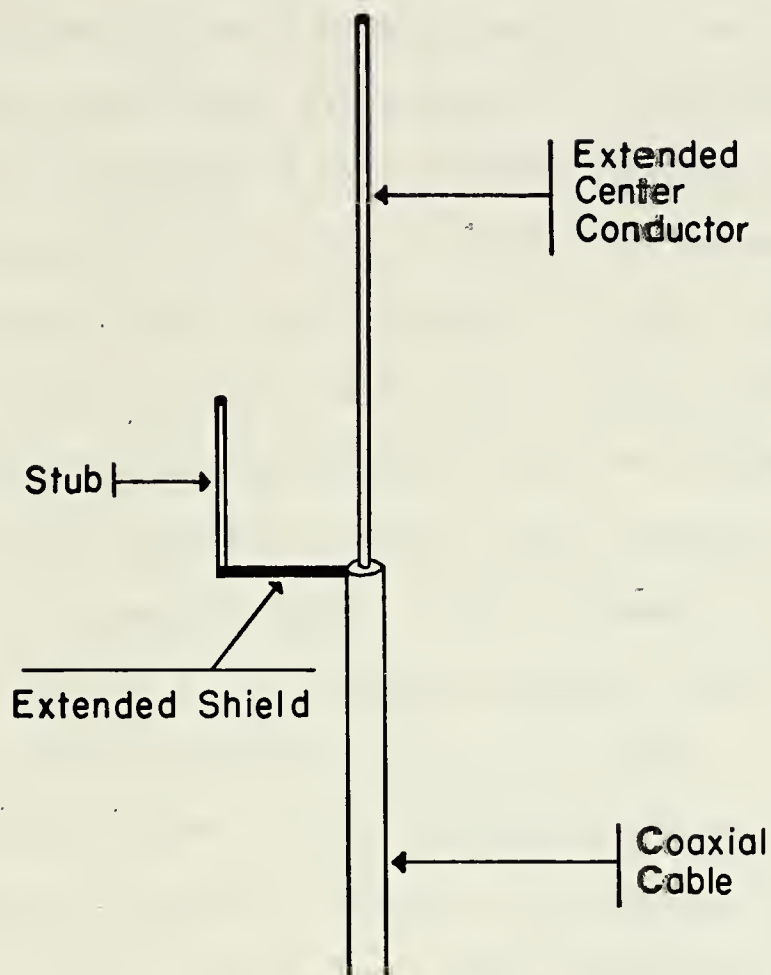 Extended
Center
Conductor
Stub
Extended Shield
Coaxial
Cable